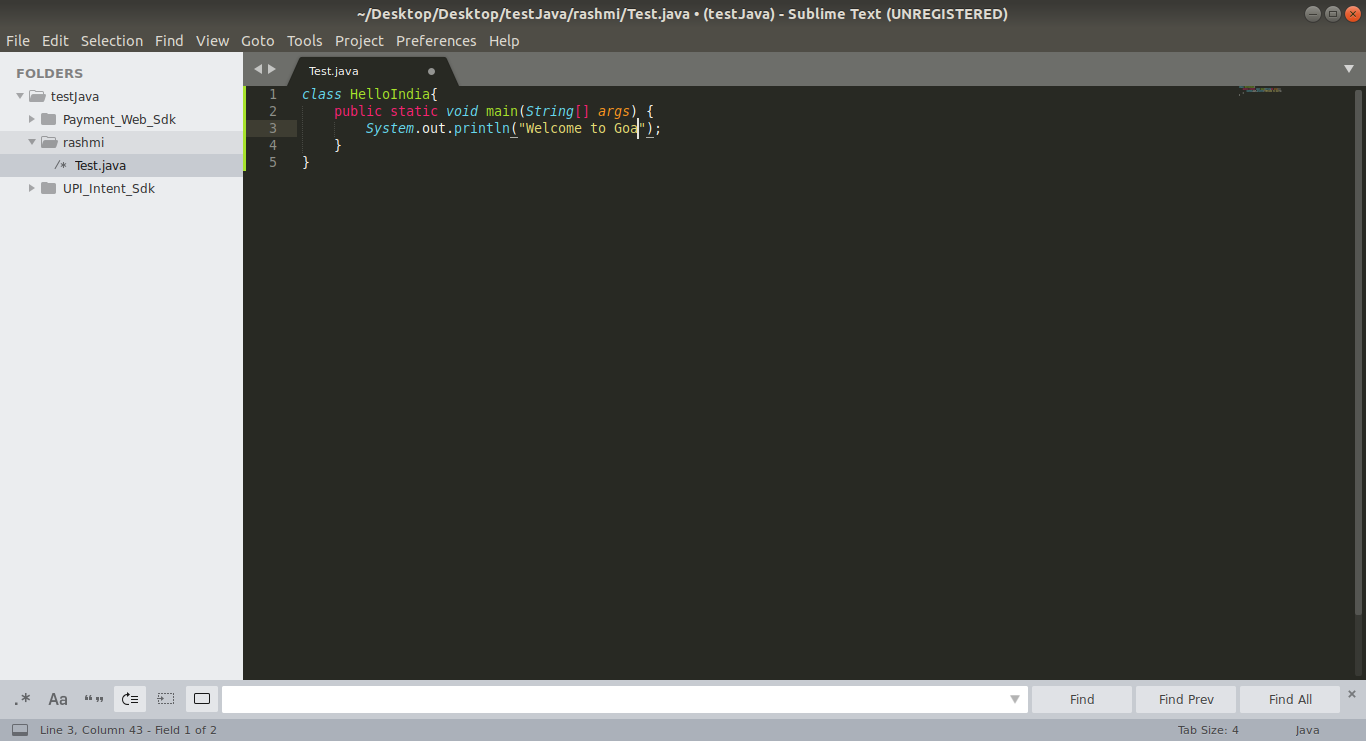 ~/Desktop/Desktop/testJava/rashmi/Test.java • (testJava) - Sublime Text (UNREGISTERED)
File Edit Selection Find View Goto Tools Project Preferences Help
FOLDERS
testJava
Payment_Web_Sdk
rashmi
/* Test.java
UPI_Intent_Sdk
Test.java
1 class HelloIndia{
2 public static void main(String[] args) {
3 System.out.println("Welcome to Goa");
4 }
5 }
.* Aa “” Find Find Prev Find All
Line 3, Column 43 - Field 1 of 2 Tab Size: 4 Java